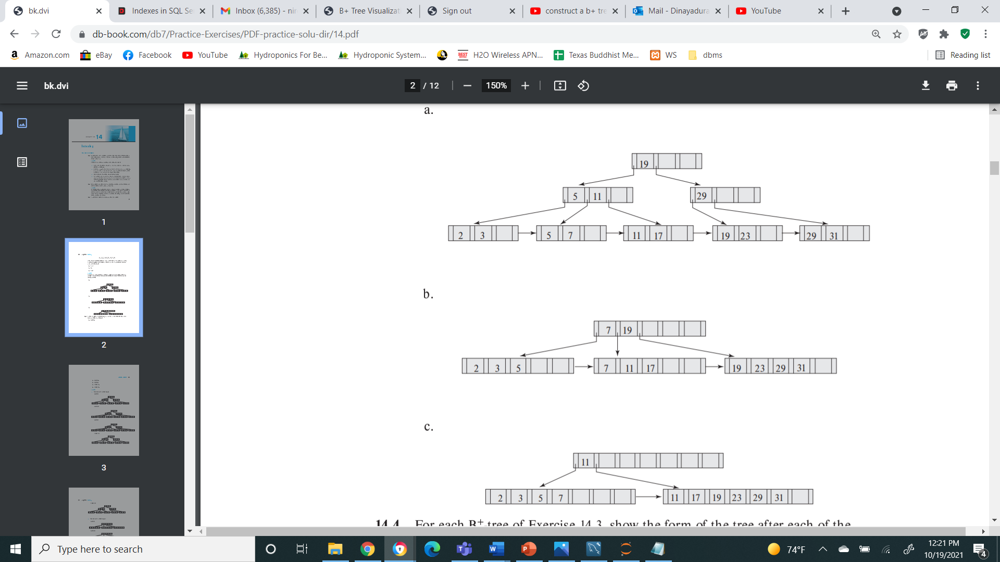 bk.dvi
Indexes in SQL Se
Inbox (6,385) - nir
B+ Tree Visualizat
Sign out
construct a b+ tre
Mail - Dinayadura
YouTube
db-book.com/db7/Practice-Exercises/PDF-practice-solu-dir/14.pdf
Amazon.com
eBay
Facebook
YouTube
Hydroponics For Be...
Hydroponic System...
H2O Wireless APN...
Texas Buddhist Me...
WS
dbms
Reading list
bk.dvi
2 / 12
150%
14
1
2
3
a.
19
5 11
29
2 3
5 7
11 17
19 23
29 31
b.
7 19
2 3 5
7 11 17
19 23 29 31
c.
11
2 3 5 7
11 17 19 23 29 31
14.4 For each B+-tree of Exercise 14.3, show the form of the tree after each of the
Type here to search
74°F
12:21 PM
10/19/2021
4